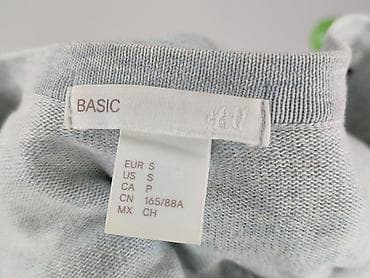 BASIC H&M
EUR S
US S
CA P
CN 165/88A
MX CH